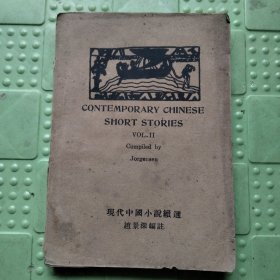 CONTEMPORARY CHINESE
SHORT STORIES
VOL. II
Compiled by
Jorgensen
現代中國小說續選
趙景深編註